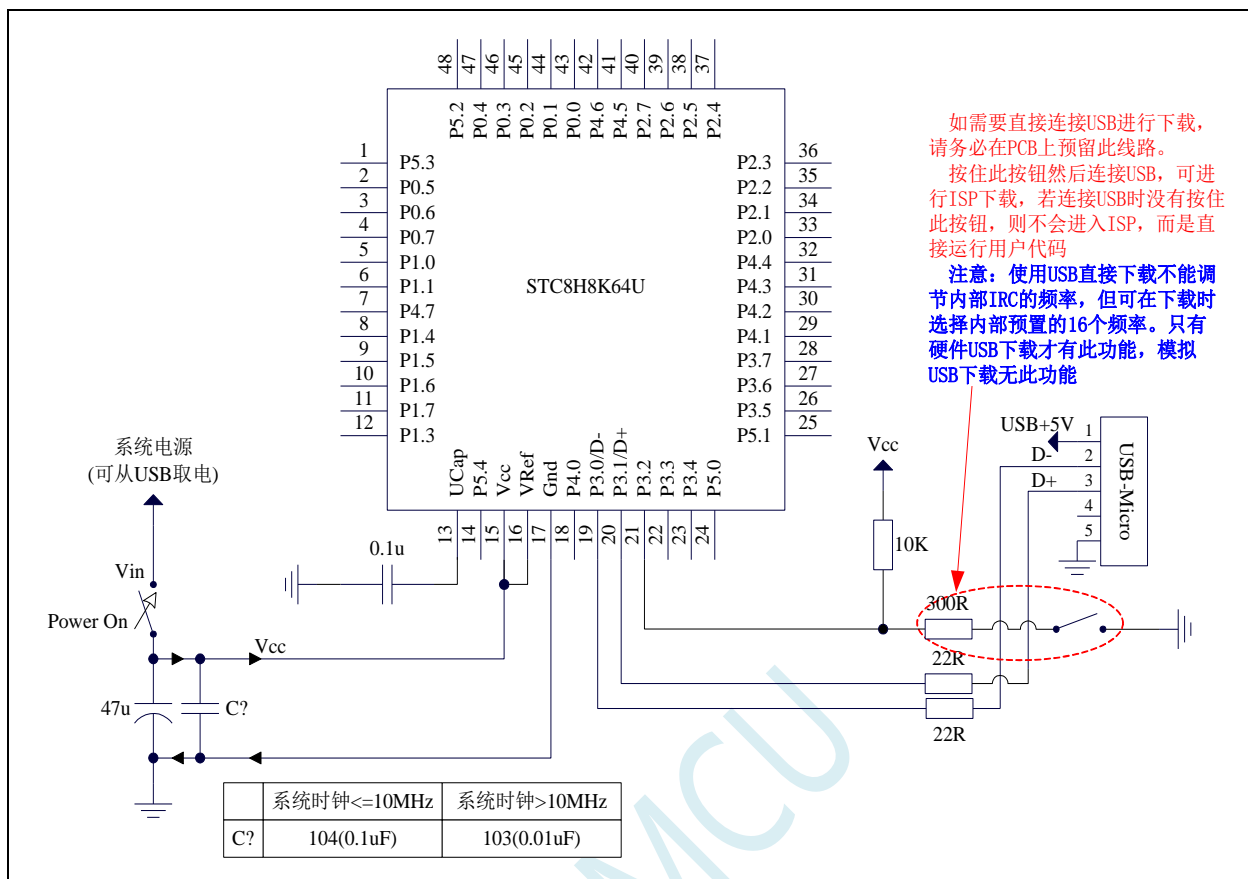 48
47
46
45
44
43
42
41
40
39
38
37
P5.2
P0.4
P0.3
P0.2
P0.1
P0.0
P4.6
P4.5
P2.7
P2.6
P2.5
P2.4
1
P5.3
2
P0.5
3
P0.6
4
P0.7
5
P1.0
6
P1.1
7
P4.7
8
P1.4
9
P1.5
10
P1.6
11
P1.7
12
P1.3
STC8H8K64U
36
P2.3
35
P2.2
34
P2.1
33
P2.0
32
P4.4
31
P4.3
30
P4.2
29
P4.1
28
P3.7
27
P3.6
26
P3.5
25
P5.1
UCap
P5.4
Vcc
VRef
Gnd
P4.0
P3.0/D-
P3.1/D+
P3.2
P3.3
P3.4
P5.0
13
14
15
16
17
18
19
20
21
22
23
24
如需要直接连接USB进行下载,
请务必在PCB上预留此线路。
按住此按钮然后连接USB, 可进
行ISP下载, 若连接USB时没有按住
此按钮, 则不会进入ISP, 而是直
接运行用户代码
注意: 使用USB直接下载不能调
节内部IRC的频率, 但可在下载时
选择内部预置的16个频率。只有
硬件USB下载才有此功能, 模拟
USB下载无此功能
USB+5V
D-
D+
1
2
3
4
5
USB-Micro
Vcc
10K
300R
22R
22R
系统电源
(可从USB取电)
Vin
Power On
Vcc
0.1u
47u
C?
系统时钟<=10MHz 系统时钟>10MHz
C? 104(0.1uF) 103(0.01uF)
MCU